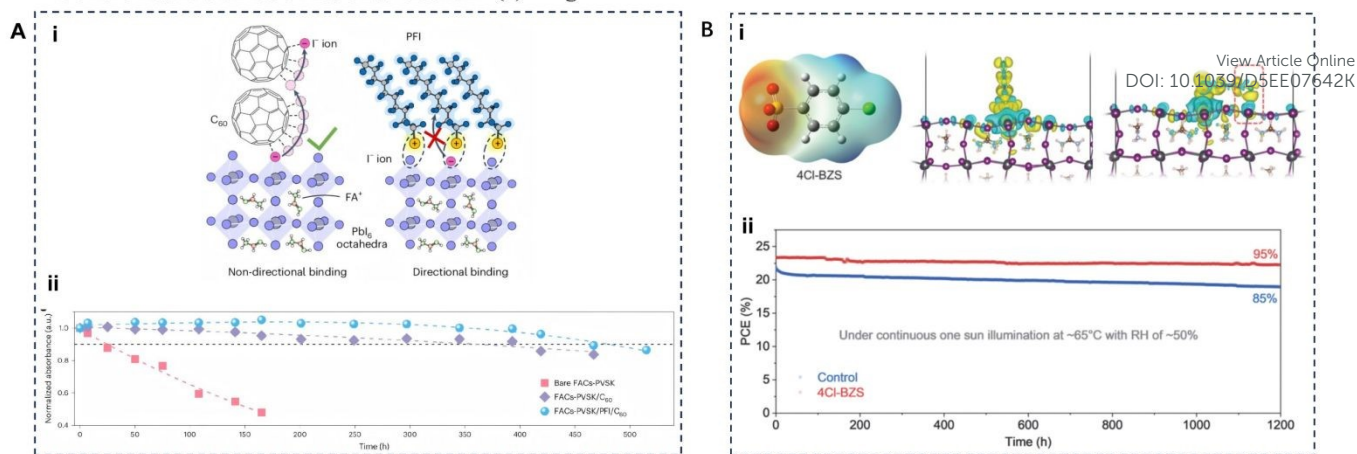 A
i
I⁻ ion
C₆₀
PFI
I⁻ ion
FA⁺
PbI₆
octahedra
Non-directional binding
Directional binding
ii
Normalized absorbance (a.u.)
1.0
0.8
0.6
0.4
Bare FACs-PVSK
FACs-PVSK/C₆₀
FACs-PVSK/PFI/C₆₀
0 50 100 150 200 250 300 350 400 450 500
Time (h)
B
i
View Article Online
DOI: 10.1039/D5EE07642K
4Cl-BZS
ii
PCE (%)
25
20
15
10
5
0
95%
85%
Under continuous one sun illumination at ~65°C with RH of ~50%
Control
4Cl-BZS
0 200 400 600 800 1000 1200
Time (h)